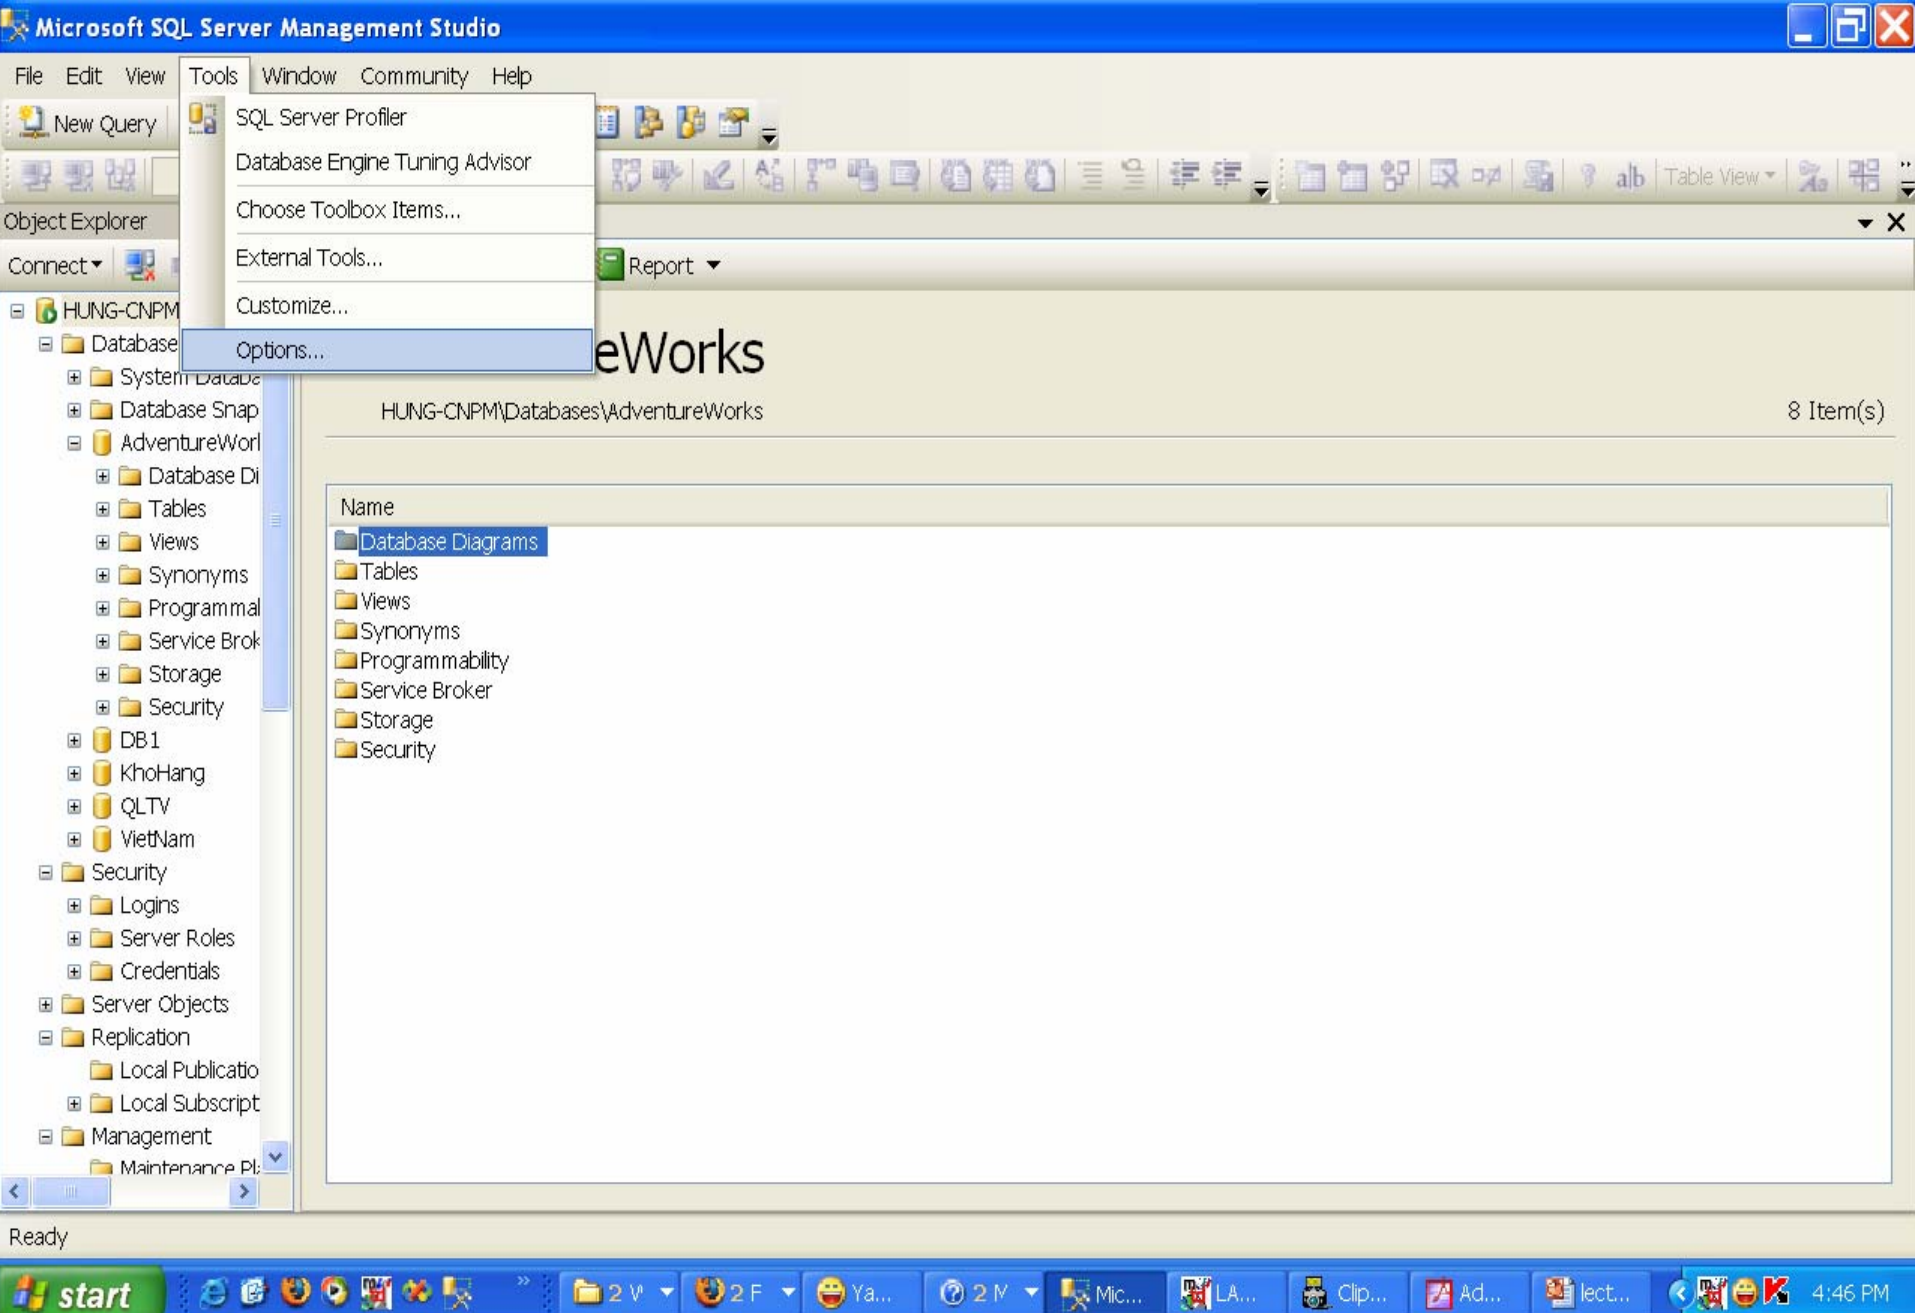 Microsoft SQL Server Management Studio
File Edit View Tools Window Community Help
New Query
SQL Server Profiler
Database Engine Tuning Advisor
Choose Toolbox Items...
External Tools...
Customize...
Options...
ab Table View
Object Explorer
Connect
Report
HUNG-CNPM
Database
System Databa
Database Snap
AdventureWorl
Database Di
Tables
Views
Synonyms
Programmal
Service Brok
Storage
Security
DB1
KhoHang
QLTV
VietNam
Security
Logins
Server Roles
Credentials
Server Objects
Replication
Local Publicatio
Local Subscript
Management
Maintenance Pl
eWorks
HUNG-CNPM\Databases\AdventureWorks 8 Item(s)
Name
Database Diagrams
Tables
Views
Synonyms
Programmability
Service Broker
Storage
Security
Ready
start 2 2 F Ya... 2 Mic... LA... Clip... Ad... lect... 4:46 PM